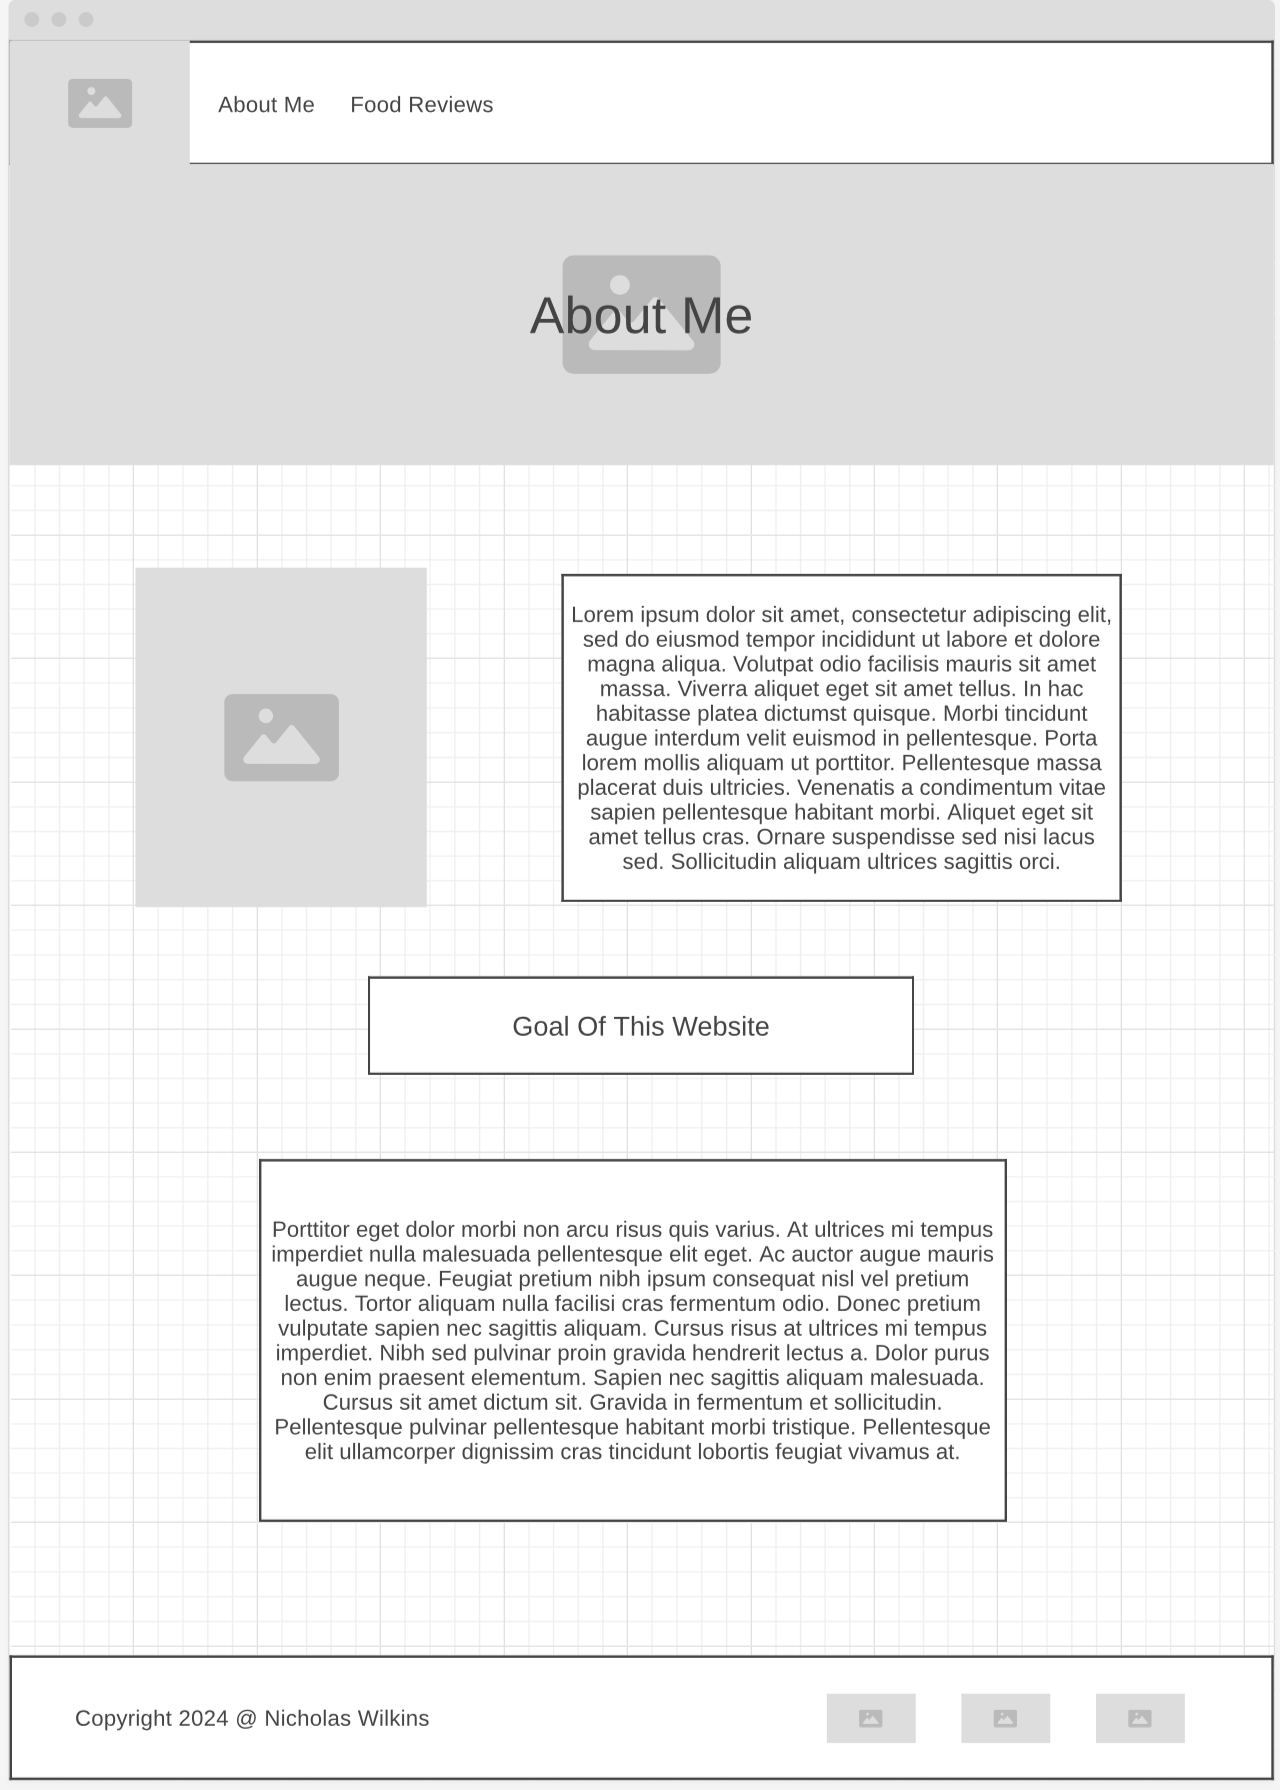 About Me Food Reviews
About Me
Lorem ipsum dolor sit amet, consectetur adipiscing elit,
sed do eiusmod tempor incididunt ut labore et dolore
magna aliqua. Volutpat odio facilisis mauris sit amet
massa. Viverra aliquet eget sit amet tellus. In hac
habitasse platea dictumst quisque. Morbi tincidunt
augue interdum velit euismod in pellentesque. Porta
lorem mollis aliquam ut porttitor. Pellentesque massa
placerat duis ultricies. Venenatis a condimentum vitae
sapien pellentesque habitant morbi. Aliquet eget sit
amet tellus cras. Ornare suspendisse sed nisi lacus
sed. Sollicitudin aliquam ultrices sagittis orci.
Goal Of This Website
Porttitor eget dolor morbi non arcu risus quis varius. At ultrices mi tempus
imperdiet nulla malesuada pellentesque elit eget. Ac auctor augue mauris
augue neque. Feugiat pretium nibh ipsum consequat nisl vel pretium
lectus. Tortor aliquam nulla facilisi cras fermentum odio. Donec pretium
vulputate sapien nec sagittis aliquam. Cursus risus at ultrices mi tempus
imperdiet. Nibh sed pulvinar proin gravida hendrerit lectus a. Dolor purus
non enim praesent elementum. Sapien nec sagittis aliquam malesuada.
Cursus sit amet dictum sit. Gravida in fermentum et sollicitudin.
Pellentesque pulvinar pellentesque habitant morbi tristique. Pellentesque
elit ullamcorper dignissim cras tincidunt lobortis feugiat vivamus at.
Copyright 2024 @ Nicholas Wilkins